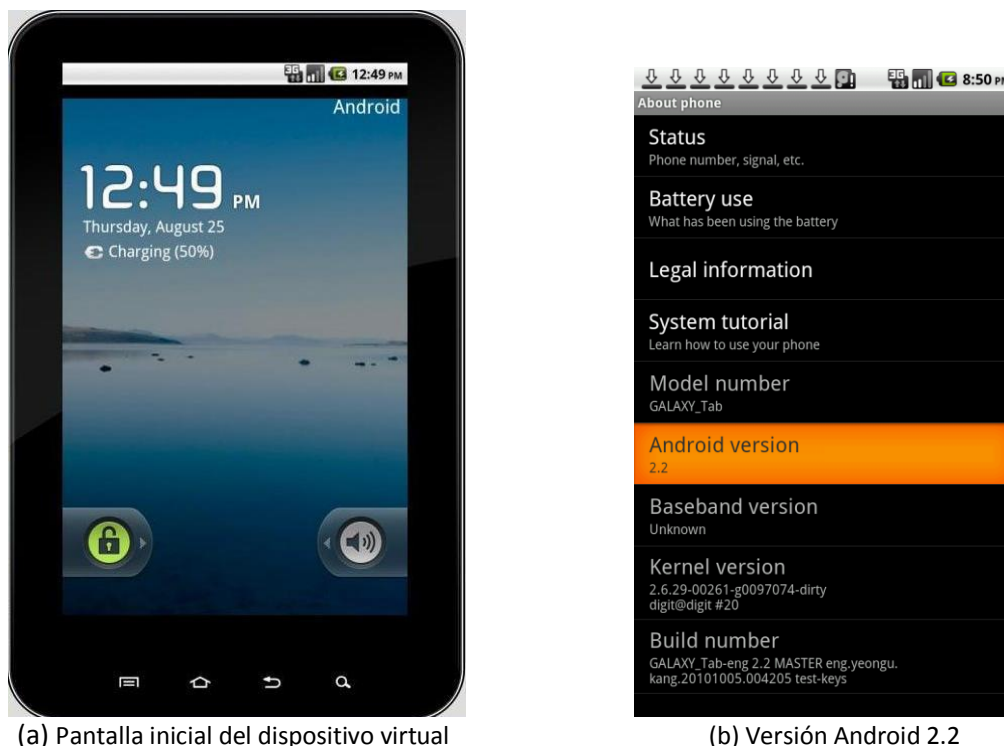 12:49 PM
Android
12:49 PM
Thursday, August 25
Charging (50%)
(a) Pantalla inicial del dispositivo virtual
3G
8:50 PM
About phone
Status
Phone number, signal, etc.
Battery use
What has been using the battery
Legal information
System tutorial
Learn how to use your phone
Model number
GALAXY_Tab
Android version
2.2
Baseband version
Unknown
Kernel version
2.6.29-00261-g0097074-dirty
digit@digit #20
Build number
GALAXY_Tab-eng 2.2 MASTER eng.yeongu.
kang.20101005.004205 test-keys
(b) Versión Android 2.2